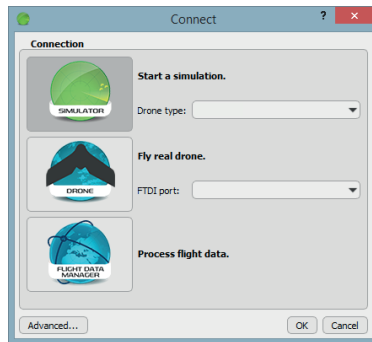 Connect
?
×
Connection
SIMULATOR
Start a simulation.
Drone type:
DRONE
Fly real drone.
FTDI port:
FLIGHT DATA
MANAGER
Process flight data.
Advanced...
OK
Cancel